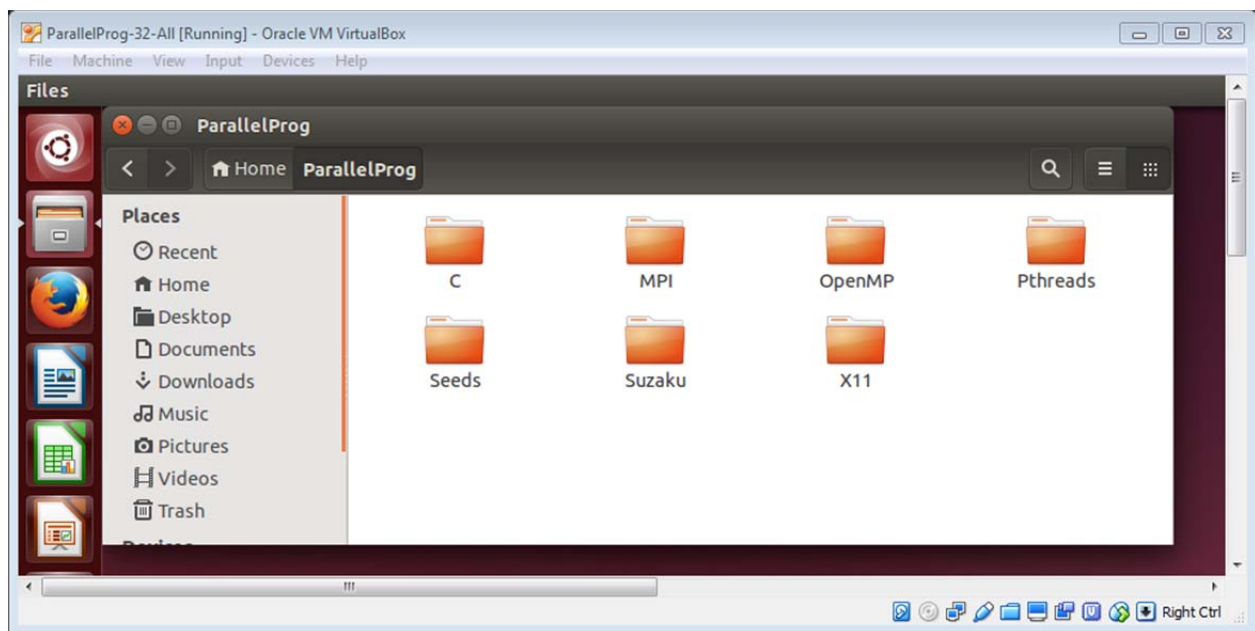 ParallelProg-32-All [Running] - Oracle VM VirtualBox
File Machine View Input Devices Help
Files
ParallelProg
Home ParallelProg
Places
Recent
Home
Desktop
Documents
Downloads
Music
Pictures
Videos
Trash
C MPI OpenMP Pthreads
Seeds Suzaku X11
Right Ctrl